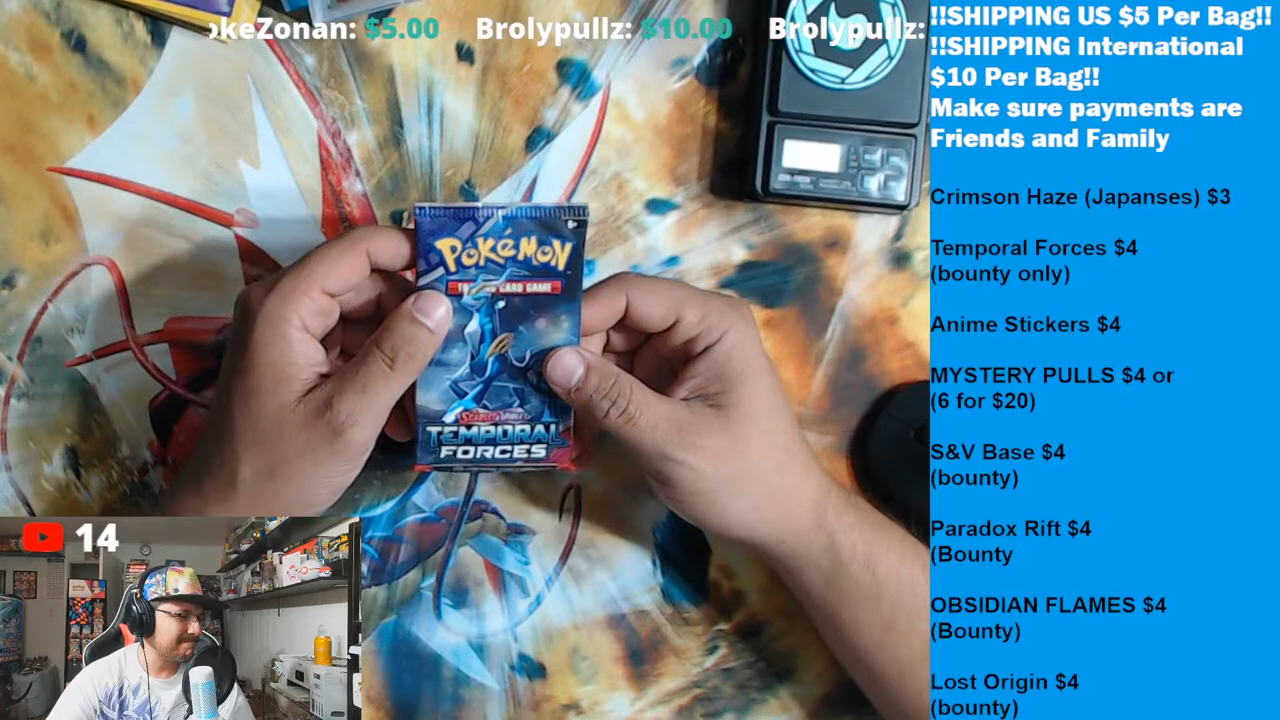 okeZonan: $5.00 Brolypullz: $10.00 Brolypullz:
!!SHIPPING US $5 Per Bag!!
!!SHIPPING International
$10 Per Bag!!
Make sure payments are
Friends and Family
Crimson Haze (Japanses) $3
Temporal Forces $4
(bounty only)
Anime Stickers $4
MYSTERY PULLS $4 or
(6 for $20)
S&V Base $4
(bounty)
Paradox Rift $4
(Bounty
OBSIDIAN FLAMES $4
(Bounty)
Lost Origin $4
(bounty)
POKéMON
CARD GAME
SCARLET & VIOLET
TEMPORAL
FORCES
14